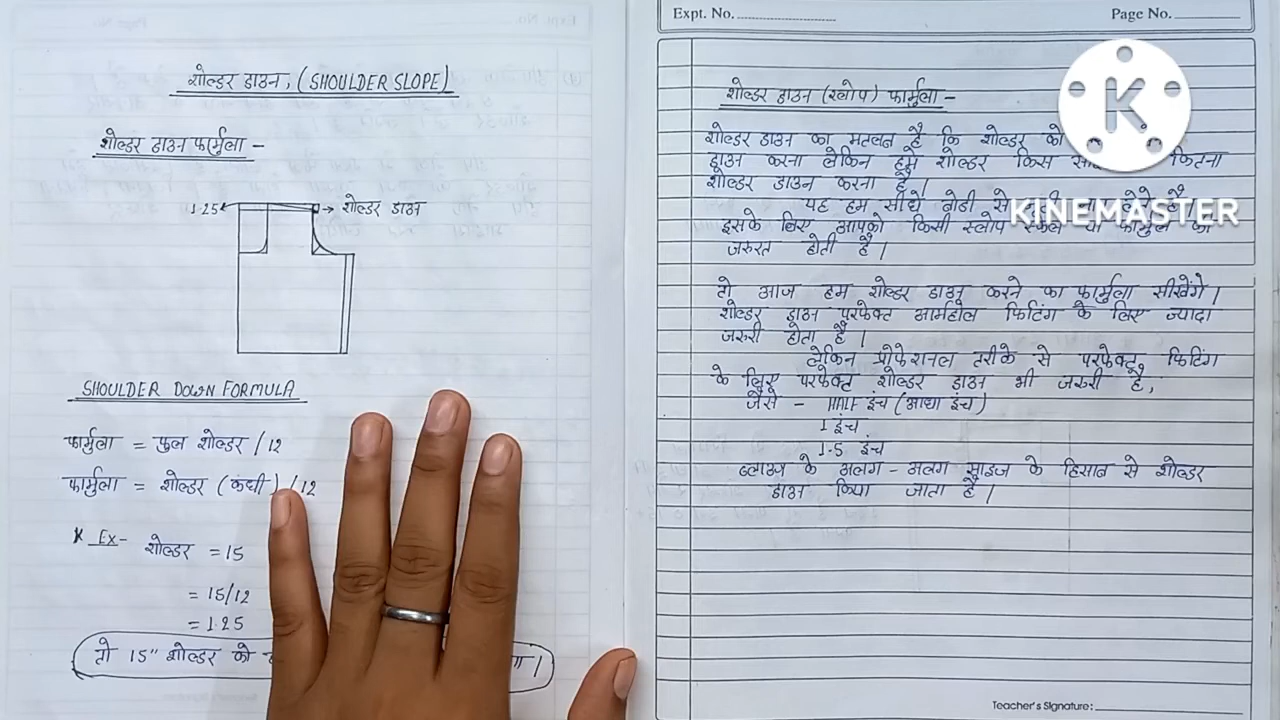 शोल्डर डाउन, (SHOULDER SLOPE)
शोल्डर डाउन फार्मुला -
1.25
→ शोल्डर डाउन
SHOULDER DOWN FORMULA
फार्मुला = फुल शोल्डर / 12
फार्मुला = शोल्डर (कंधी) / 12
* Ex- शोल्डर = 15
= 15/12
= 1.25
तो 15" शोल्डर को
Expt. No.
Page No.
शोल्डर डाउन (स्लोप) फार्मुला -
शोल्डर डाउन का मतलब है कि शोल्डर को
डाउन करना लेकिन हमे शोल्डर किस कितना
शोल्डर डाउन करना है।
यह हम सीधे बोडी से लेते है
इसके लिए आपको किसी स्लोप स्केल या फार्मुले की
जरुरत होती है।
तो आज हम शोल्डर डाउन करने का फार्मुला सीखेंगे।
शोल्डर डाउन परफेक्ट आर्महोल फिटिंग के लिए ज्यादा
जरुरी होता है।
लेकिन प्रोफेशनल तरीके से परफेक्ट फिटिंग
के लिए परफेक्ट शोल्डर डाउन भी जरुरी है,
जैसे - HALF इंच (आधा इंच)
1 इंच
1.5 इंच
ब्लाउज के अलग - अलग साइज के हिसाब से शोल्डर
डाउन किया जाता है।
Teacher's Signature:
K
KINEMASTER